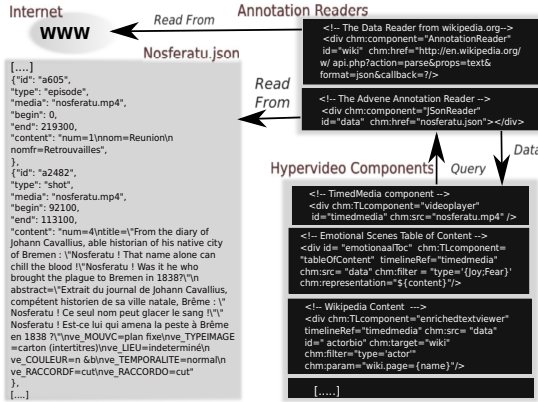 Internet
WWW
Read From
Annotation Readers
<!-- The Data Reader from wikipedia.org-->
<div chm:component="AnnotationReader"
id="wiki" chm:href="http://en.wikipedia.org/
w/ api.php?action=parse&props=text&
format=json&callback=?/>
<!-- The Advene Annotation Reader -->
<div chm:component="JSonReader"
id="data" chm:href="nosferatu.json"></div>
Read
From
Nosferatu.json
[....]
{"id": "a605",
"type": "episode",
"media": "nosferatu.mp4",
"begin": 0,
"end": 219300,
"content": "num=1\nnom=Reunion\n
nomfr=Retrouvailles",
},
{"id": "a2482",
"type": "shot",
"media": "nosferatu.mp4",
"begin": 92100,
"end": 113100,
"content": "num=4\ntitle=\"From the diary of
Johann Cavallius, able historian of his native city
of Bremen : \"Nosferatu ! That name alone can
chill the blood !\"Nosferatu ! Was it he who
brought the plague to Bremen in 1838?\"\n
abstract=\"Extrait du journal de Johann Cavallius,
compétent historien de sa ville natale, Brême : \"
Nosferatu ! Ce seul nom peut glacer le sang !\"\"
Nosferatu ! Est-ce lui qui amena la peste à Brême
en 1838 ?\"\nve_MOUVC=plan fixe\nve_TYPEIMAGE
=carton (intertitres)\nve_LIEU=indeterminé\n
ve_COULEUR=n &b\nve_TEMPORALITE=normal\n
ve_RACCORDF=cut\nve_RACCORDO=cut"
},
[....]
Query
Data
Hypervideo Components
<!-- TimedMedia component -->
<div chm:TLcomponent="videoplayer"
id="timedmedia" chm:src="nosferatu.mp4" />
<!-- Emotional Scenes Table of Content -->
<div id= "emotionaalToc" chm:TLcomponent=
"tableOfContent" timelineRef="timedmedia"
chm:src= "data" chm:filter = "type='{Joy;Fear}'
chm:representation="${content}"/>
<!-- Wikipedia Content --->
<div chm:TLcomponent="enrichedtextviewer"
timelineRef="timedmedia" chm:src= "data"
id=" actorbio" chm:target="wiki"
chm:filter="type='actor'"
chm:param="wiki.page={name}"/>
[.....]